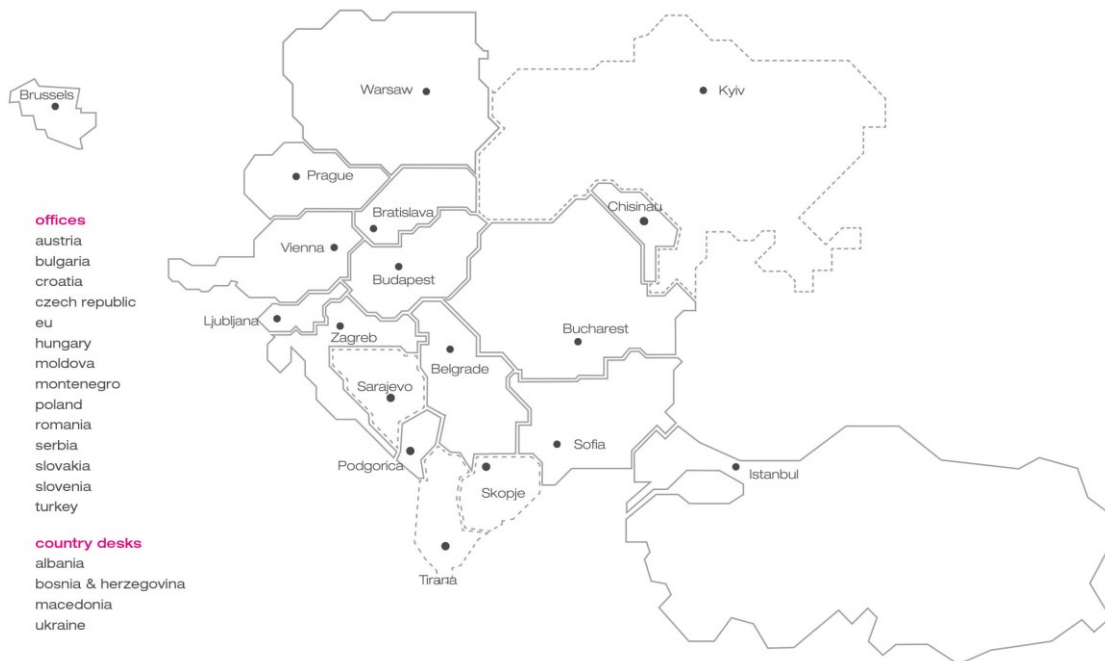 Warsaw
Kyiv
Brussels
Prague
Chisinau
Bratislava
Vienna
Budapest
Ljubljana
Zagreb
Bucharest
Belgrade
Sarajevo
Sofia
Podgorica
Istanbul
Skopje
Tirana
offices
austria
bulgaria
croatia
czech republic
eu
hungary
moldova
montenegro
poland
romania
serbia
slovakia
slovenia
turkey
country desks
albania
bosnia & herzegovina
macedonia
ukraine